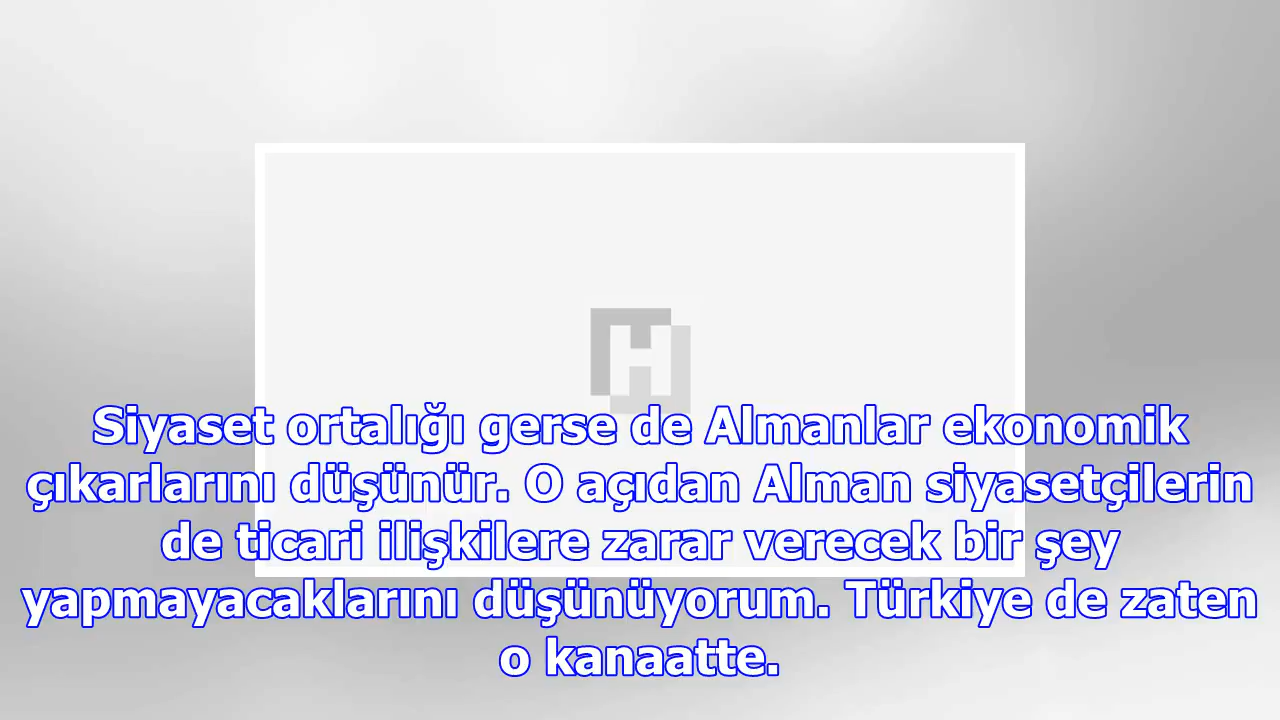 H
Siyaset ortalığı gerse de Almanlar ekonomik
çıkarlarını düşünür. O açıdan Alman siyasetçilerin
de ticari ilişkilere zarar verecek bir şey
yapmayacaklarını düşünüyorum. Türkiye de zaten
o kanaatte.